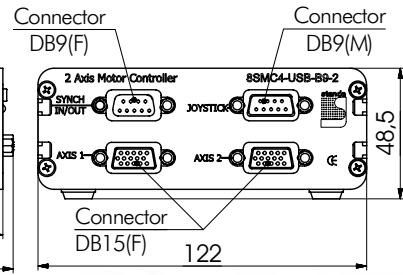 Connector
DB9(F)
Connector
DB9(M)
2 Axis Motor Controller
8SMC4-USB-B9-2
SYNCH
IN/OUT
JOYSTICK
standa
AXIS 1
AXIS 2
CE
48,5
Connector
DB15(F)
122